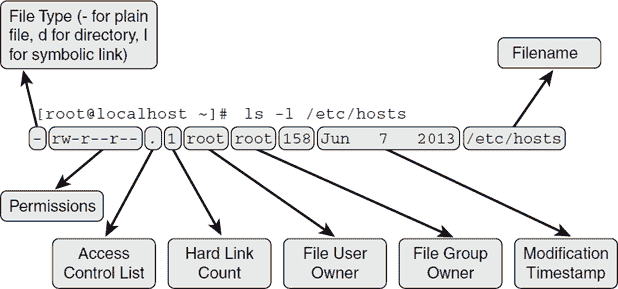 File Type (- for plain
file, d for directory, l
for symbolic link)
Filename
[root@localhost ~]# ls -l /etc/hosts
- rw-r--r-- . 1 root root 158 Jun 7 2013 /etc/hosts
Permissions
Access
Control List
Hard Link
Count
File User
Owner
File Group
Owner
Modification
Timestamp